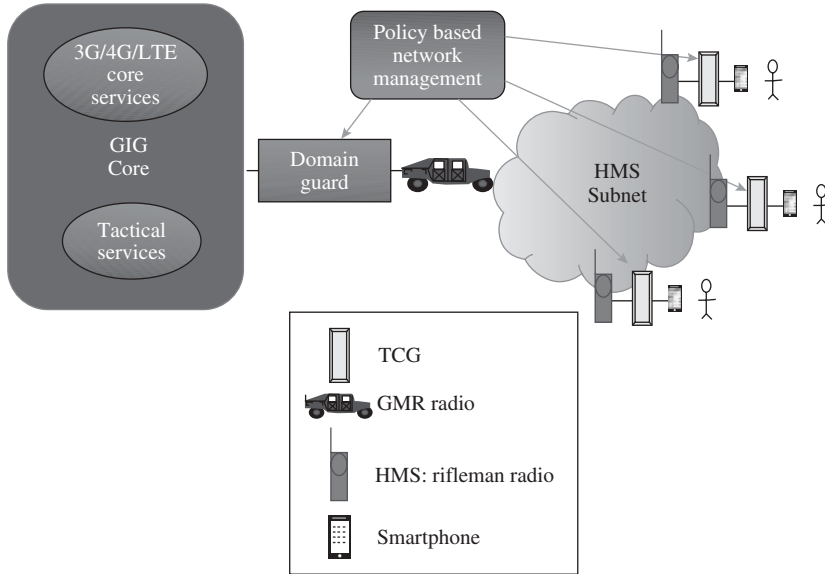 3G/4G/LTE
core
services
GIG
Core
Tactical
services
Domain
guard
Policy based
network
management
HMS
Subnet
TCG
GMR radio
HMS: rifleman radio
Smartphone